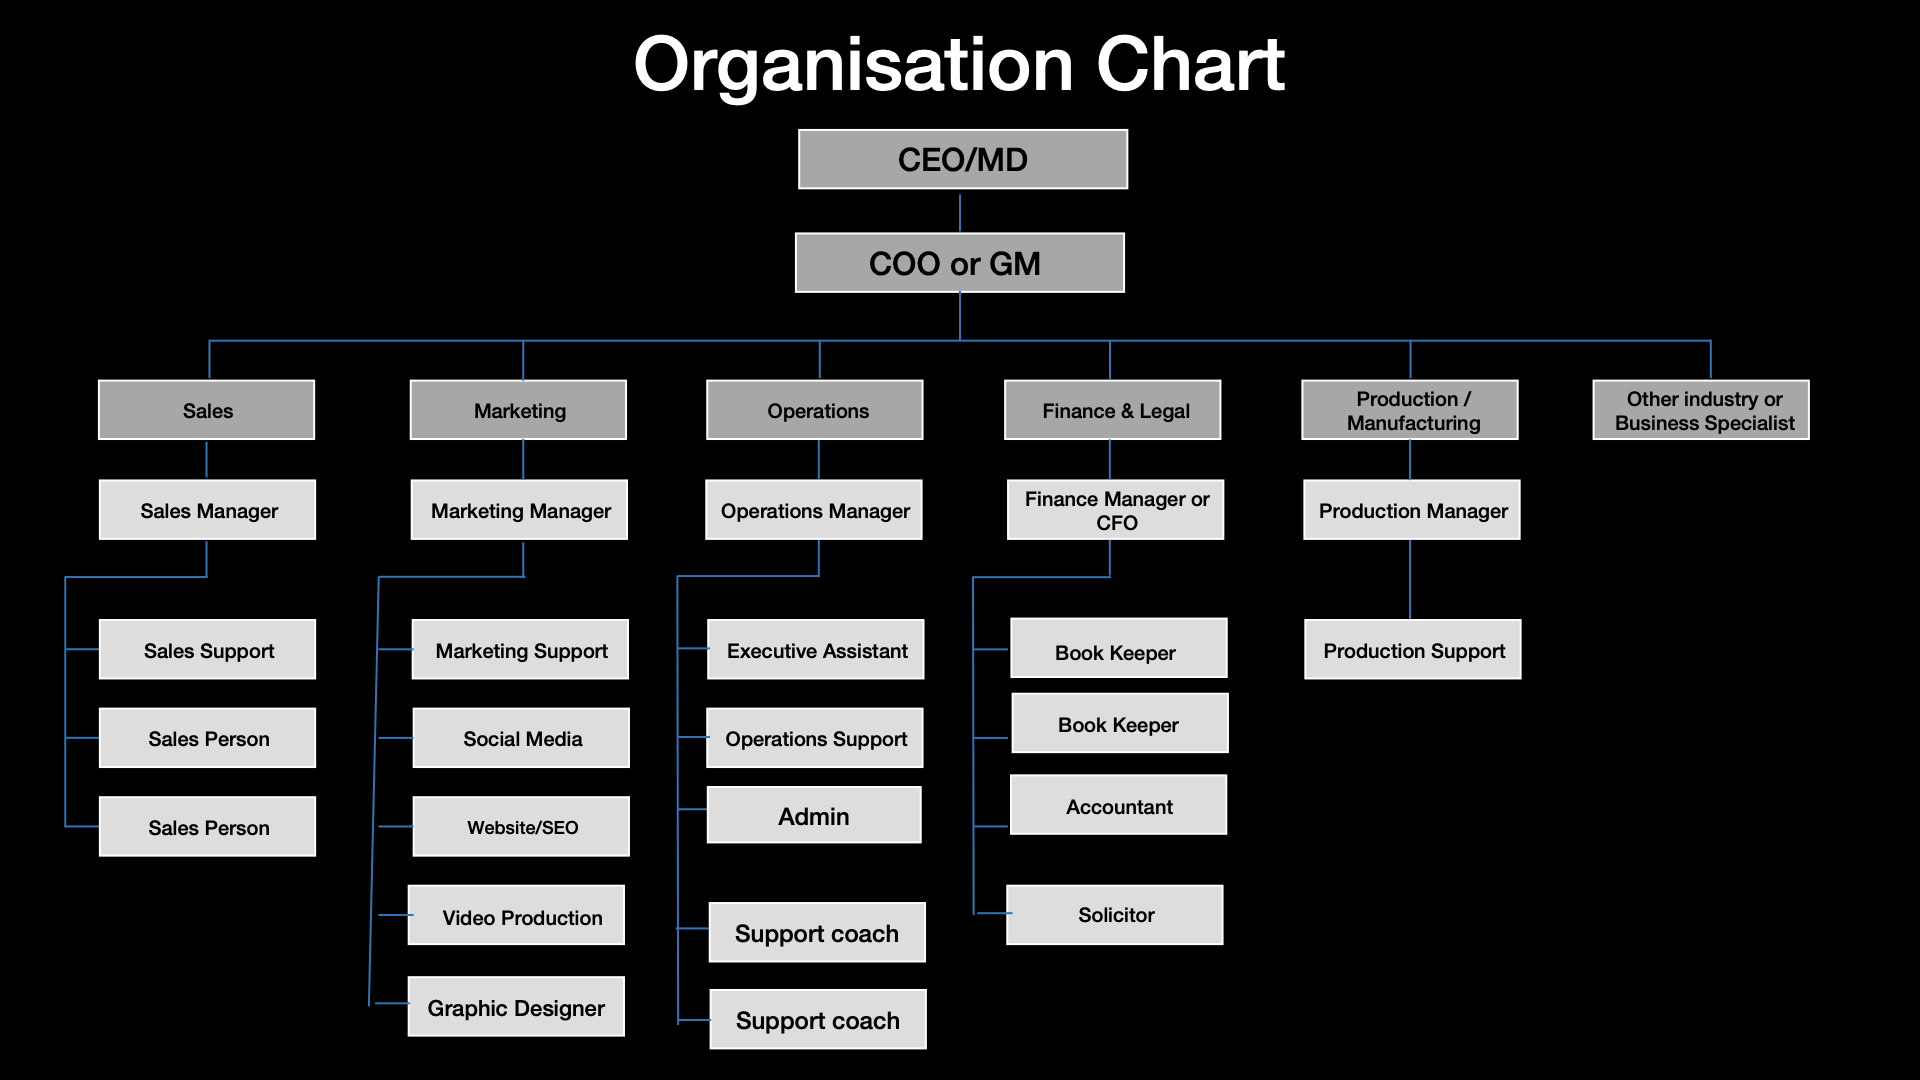 Organisation Chart
CEO/MD
COO or GM
Sales
Marketing
Operations
Finance & Legal
Production /
Manufacturing
Other industry or
Business Specialist
Sales Manager
Marketing Manager
Operations Manager
Finance Manager or
CFO
Production Manager
Sales Support
Marketing Support
Executive Assistant
Book Keeper
Production Support
Sales Person
Social Media
Operations Support
Book Keeper
Sales Person
Website/SEO
Admin
Accountant
Video Production
Support coach
Solicitor
Graphic Designer
Support coach